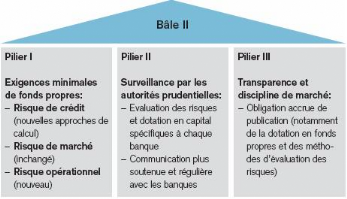 Bâle II
Pilier I
Exigences minimales
de fonds propres:
– Risque de crédit
(nouvelles approches de
calcul)
– Risque de marché
(inchangé)
– Risque opérationnel
(nouveau)
Pilier II
Surveillance par les
autorités prudentielles:
– Evaluation des risques
et dotation en capital
spécifiques à chaque
banque
– Communication plus
soutenue et régulière
avec les banques
Pilier III
Transparence et
discipline de marché:
– Obligation accrue de
publication (notamment
de la dotation en fonds
propres et des métho-
des d'évaluation des
risques)